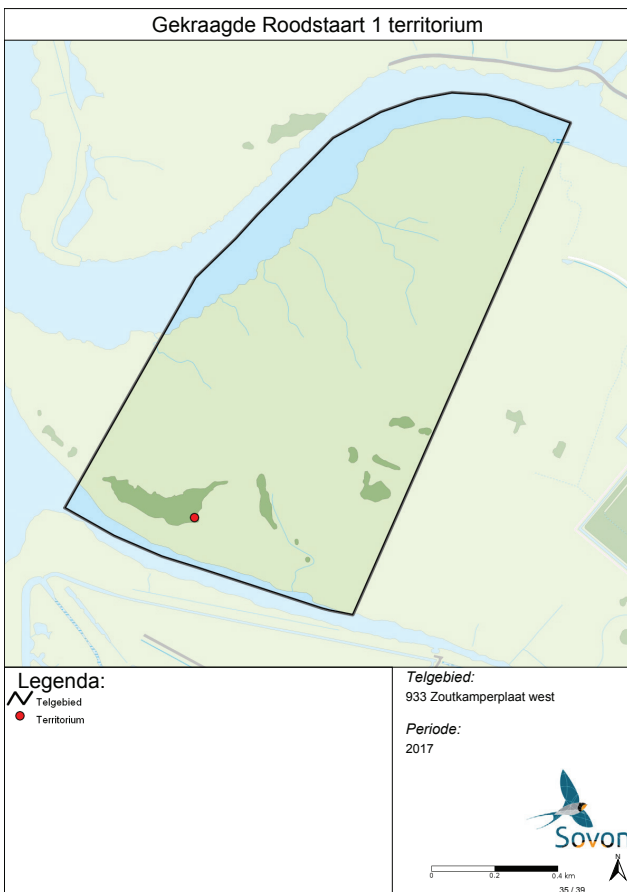 Gekraagde Roodstaart 1 territorium
Legenda:
Telgebied
Territorium
Telgebied:
933 Zoutkamperplaat west
Periode:
2017
Sovon
N
0 0.2 0.4 km
35 / 39